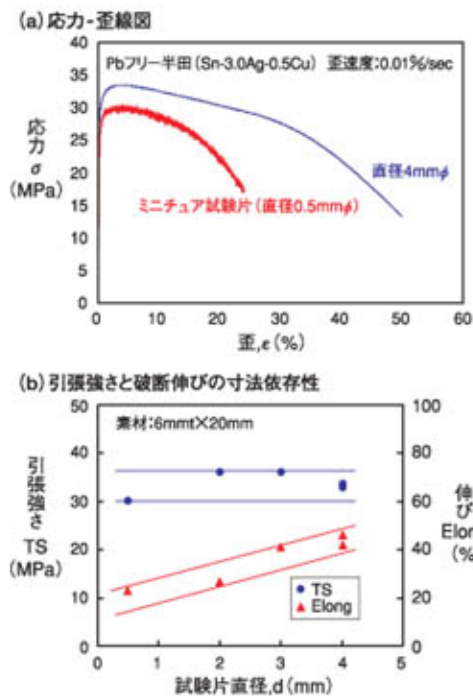 (a) 応力-歪線図
Pbフリー半田(Sn-3.0Ag-0.5Cu) 歪速度:0.01%/sec
40
35
30
25
20
15
10
5
0
応力
σ
(MPa)
直径4mmφ
ミニチュア試験片(直径0.5mmφ)
0 10 20 30 40 50 60
歪,ε(%)
(b) 引張強さと破断伸びの寸法依存性
素材:6mmt×20mm
50
40
30
20
10
0
引張強さ
TS
(MPa)
100
80
60
40
20
0
伸び
Elong
(%
TS
Elong
0 1 2 3 4 5
試験片直径,d(mm)